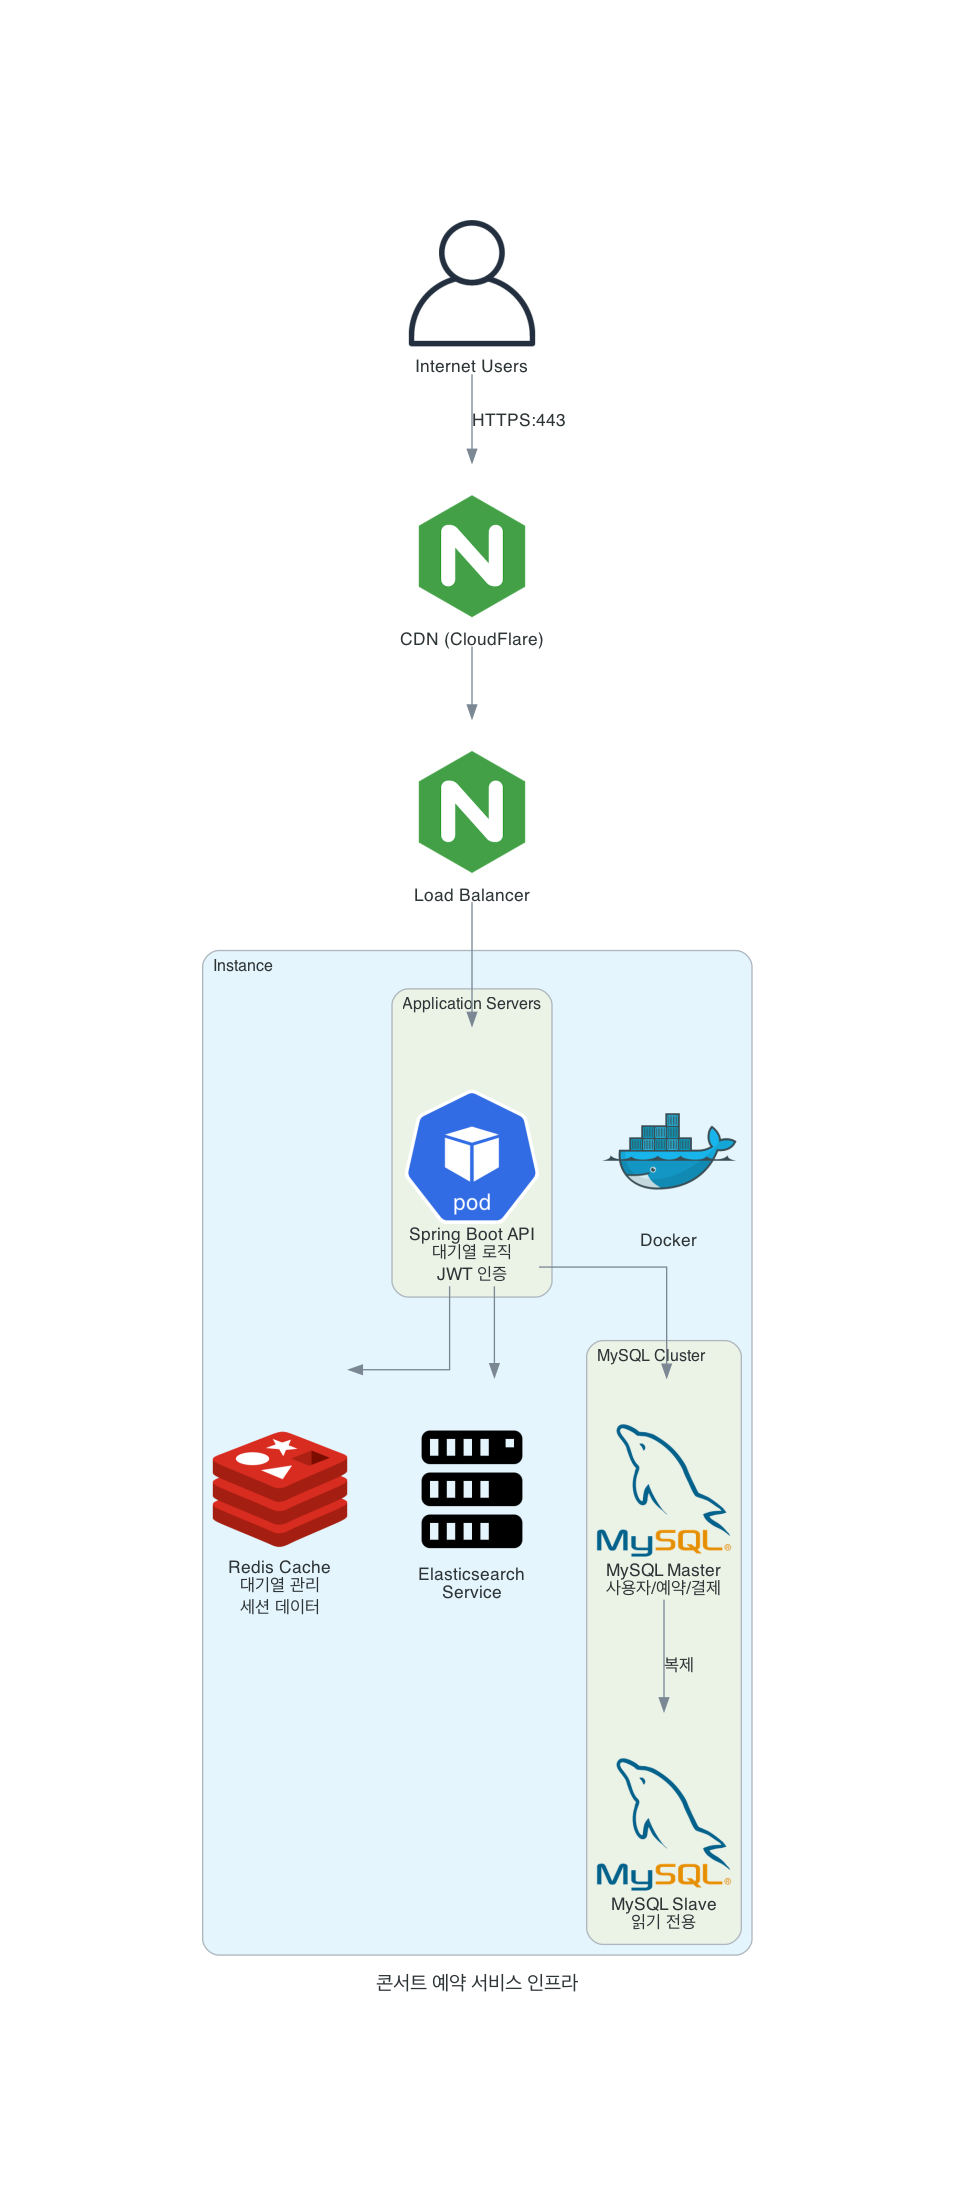 Internet Users
HTTPS:443
CDN (CloudFlare)
Load Balancer
Instance
Application Servers
pod
Spring Boot API
대기열 로직
JWT 인증
Docker
MySQL Cluster
Redis Cache
대기열 관리
세션 데이터
Elasticsearch
Service
MySQL®
MySQL Master
사용자/예약/결제
복제
MySQL®
MySQL Slave
읽기 전용
콘서트 예약 서비스 인프라